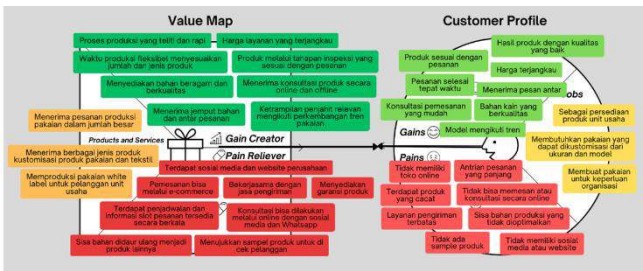 Value Map
Customer Profile
Proses produksi yang teliti dan rapi
Harga layanan yang terjangkau
Waktu produksi fleksibel menyesuaikan
jumlah dan jenis produk
Produk melalui tahapan inspeksi yang
sesuai dengan pesanan
Menyediakan bahan beragam dan
berkualitas
Menerima konsultasi produk secara
online dan offline
Menerima jemput bahan dan
antar pesanan
Ketrampilan penjahit relevan
mengikuti perkembangan tren
pakaian
Menerima pesanan produksi
pakaian dalam jumlah besar
Products and Services
Menerima berbagai jenis produk
kustomisasi produk pakaian dan tekstil
Memproduksi pakaian white
label untuk pelanggan unit
usaha
Gain Creator
Pain Reliever
Terdapat sosial media dan website perusahaan
Pemesanan bisa
melalui e-commerce
Bekerjasama dengan
jasa pengiriman
Menyediakan
garansi produk
Terdapat penjadwalan dan
informasi slot pesanan tersedia
secara berkala
Konsultasi bisa dilakukan
melalui online dengan sosial
media dan Whatsapp
Sisa bahan didaur ulang menjadi
produk lainnya
Menunjukkan sampel produk untuk di
cek pelanggan
Hasil produk dengan kualitas
yang baik
Produk sesuai dengan
pesanan
Harga terjangkau
Pesanan selesai
tepat waktu
Menerima pesan antar
Konsultasi pemesanan
yang mudah
Bahan kain yang
berkualitas
Gains
Model mengikuti tren
Pains
Tidak memiliki
toko online
Antrian pesanan
yang panjang
Terdapat produk
yang cacat
Tidak bisa memesan atau
konsultasi secara online
Layanan pengiriman
terbatas
Sisa bahan produksi yang
tidak dioptimalkan
Tidak ada
sample produk
Tidak memiliki sosial
media atau website
obs
Sebagai persediaan
produk unit usaha
Membutuhkan pakaian yang
dapat dikustomisasi dari
ukuran dan model
Membuat pakaian
untuk keperluan
organisasi